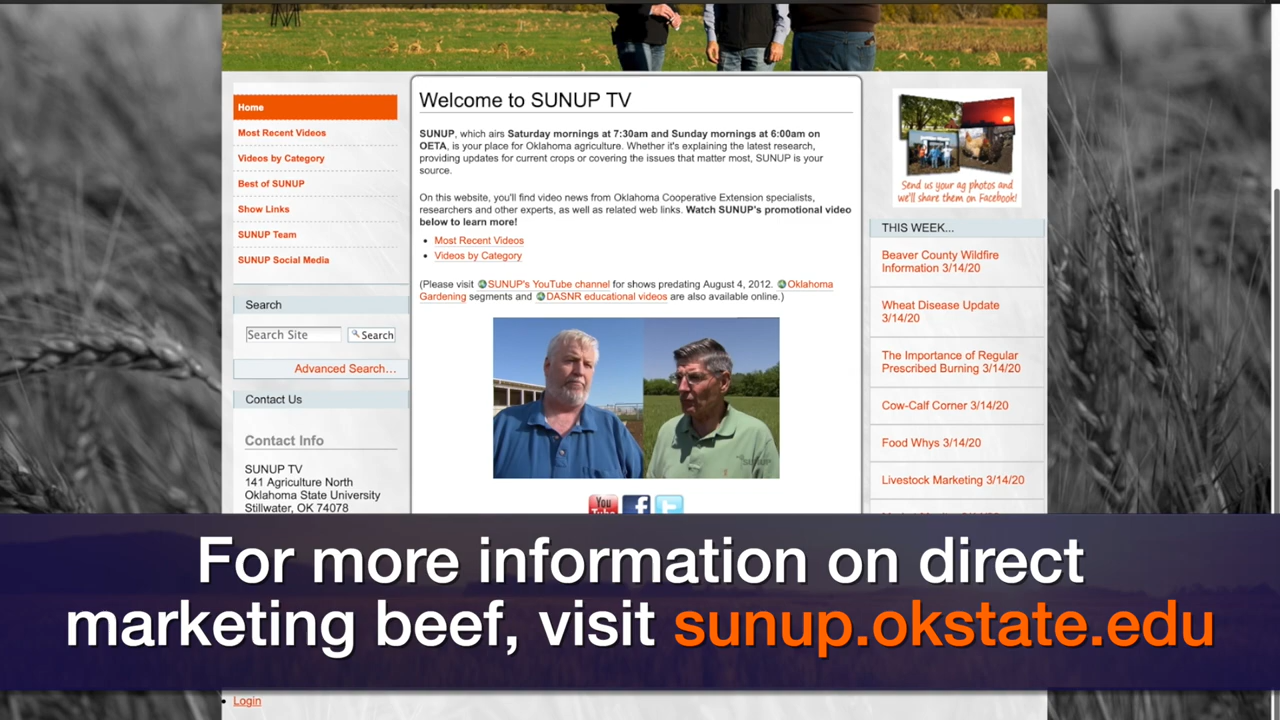 Home
Most Recent Videos
Videos by Category
Best of SUNUP
Show Links
SUNUP Team
SUNUP Social Media
Search
Search Site
Search
Advanced Search...
Contact Us
Contact Info
SUNUP TV
141 Agriculture North
Oklahoma State University
Stillwater, OK 74078
Welcome to SUNUP TV
SUNUP, which airs Saturday mornings at 7:30am and Sunday mornings at 6:00am on
OETA, is your place for Oklahoma agriculture. Whether it's explaining the latest research,
providing updates for current crops or covering the issues that matter most, SUNUP is your
source.
On this website, you'll find video news from Oklahoma Cooperative Extension specialists,
researchers and other experts, as well as related web links. Watch SUNUP's promotional video
below to learn more!
• Most Recent Videos
• Videos by Category
(Please visit SUNUP's YouTube channel for shows predating August 4, 2012. Oklahoma
Gardening segments and DASNR educational videos are also available online.)
SUNUP
You
Send us your ag photos and
we'll share them on Facebook!
THIS WEEK...
Beaver County Wildfire
Information 3/14/20
Wheat Disease Update
3/14/20
The Importance of Regular
Prescribed Burning 3/14/20
Cow-Calf Corner 3/14/20
Food Whys 3/14/20
Livestock Marketing 3/14/20
For more information on direct
marketing beef, visit sunup.okstate.edu
• Login